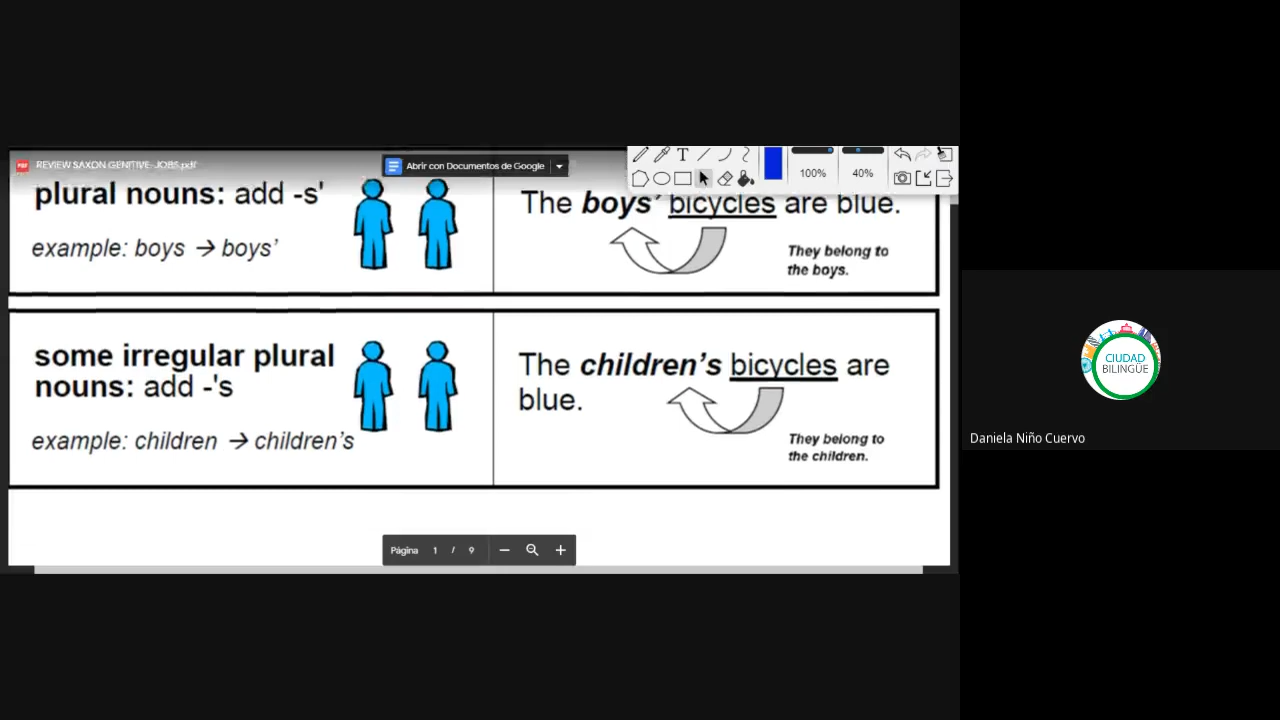 REVIEW SAXON GENITIVE- JOBS.pdf
Abrir con Documentos de Google
T
100%
40%
plural nouns: add -s'
example: boys → boys’
The boys’ bicycles are blue.
They belong to
the boys.
some irregular plural
nouns: add -'s
example: children → children’s
The children’s bicycles are
blue.
They belong to
the children.
Página 1 / 9
CIUDAD
BILINGÜE
Daniela Niño Cuervo